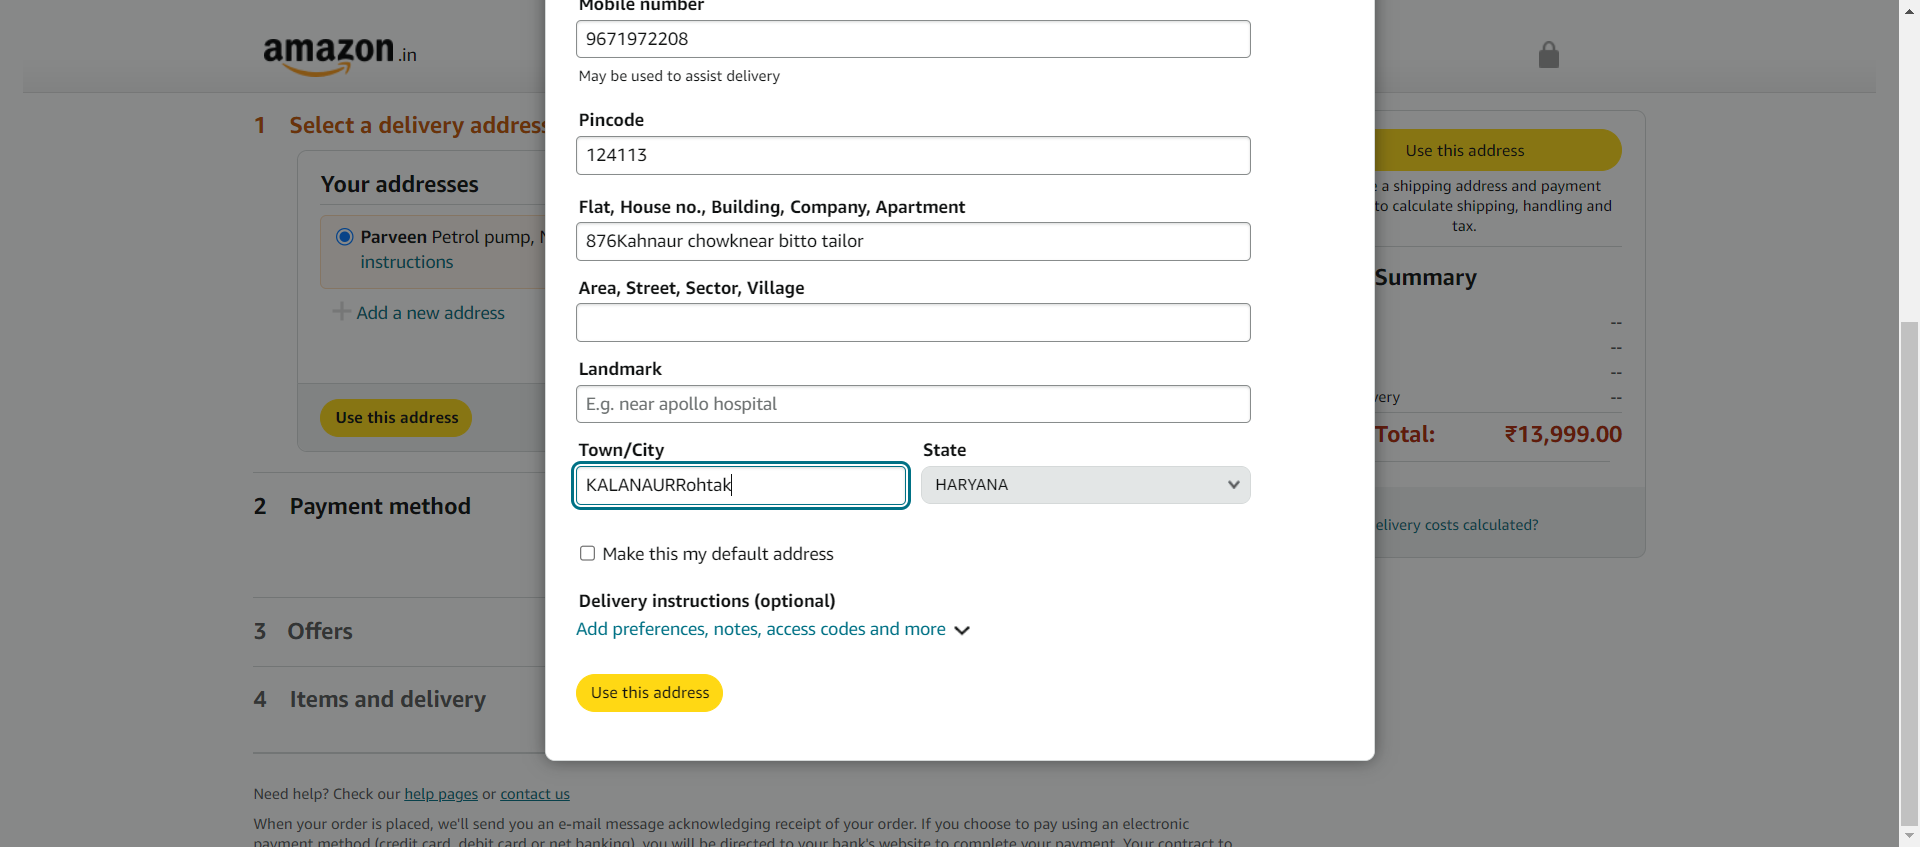 amazon.in
1 Select a delivery address
Your addresses
Parveen Petrol pump,
instructions
Add a new address
Use this address
2 Payment method
3 Offers
4 Items and delivery
Need help? Check our help pages or contact us
When your order is placed, we'll send you an e-mail message acknowledging receipt of your order. If you choose to pay using an electronic
payment method (credit card, debit card or net banking), you will be directed to your bank's website to complete your payment. Your contract to
Mobile number
9671972208
May be used to assist delivery
Pincode
124113
Flat, House no., Building, Company, Apartment
876Kahnaur chowknear bitto tailor
Area, Street, Sector, Village
Landmark
E.g. near apollo hospital
Town/City
State
KALANAURRohtak
HARYANA
Make this my default address
Delivery instructions (optional)
Add preferences, notes, access codes and more
Use this address
Use this address
a shipping address and payment
to calculate shipping, handling and
tax.
Summary
--
--
--
--
Total: ₹13,999.00
costs calculated?